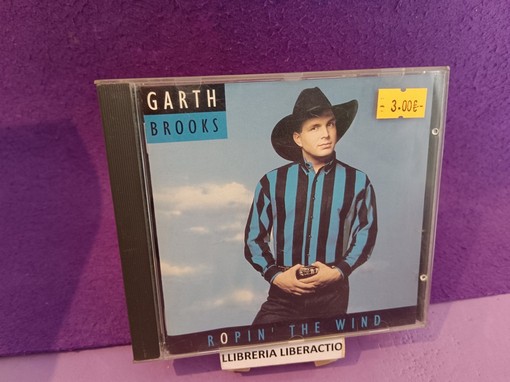 GARTH
BROOKS
- 3.00€-
ROPIN' THE WIND
LLIBRERIA LIBERACTIO